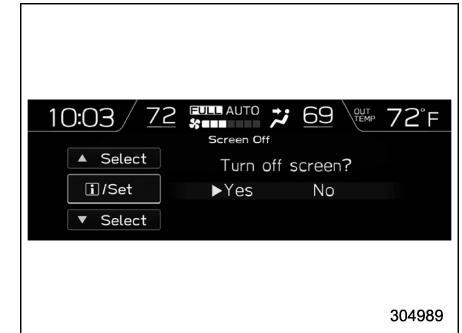 10:03 72 FULL AUTO 69 OUT TEMP 72°F
Screen Off
▲ Select
Turn off screen?
i/Set
▶Yes No
▼ Select
304989